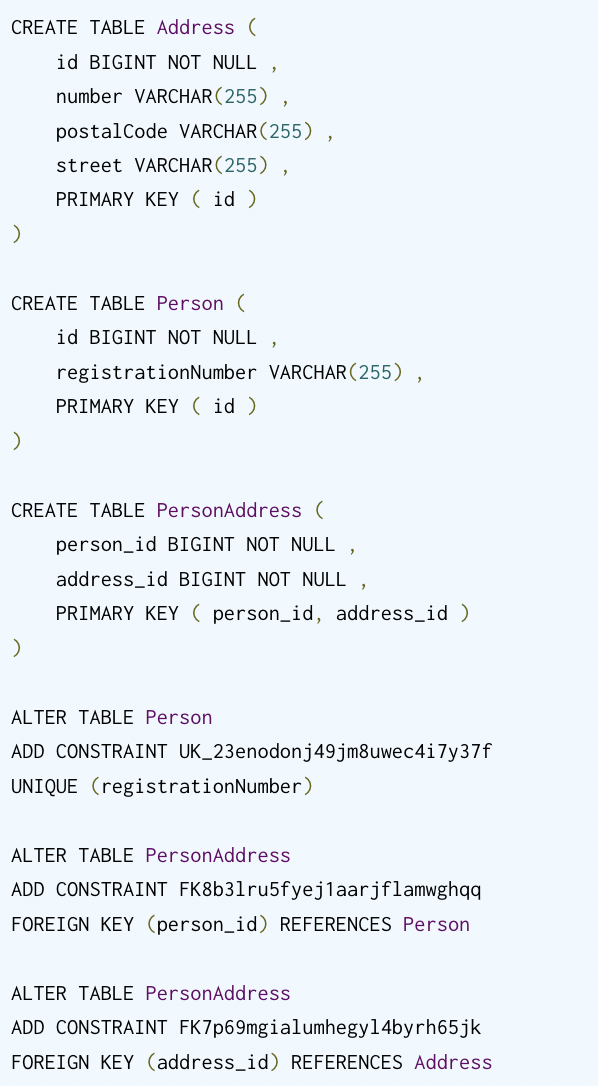 CREATE TABLE Address (
    id BIGINT NOT NULL ,
    number VARCHAR(255) ,
    postalCode VARCHAR(255) ,
    street VARCHAR(255) ,
    PRIMARY KEY ( id )
)

CREATE TABLE Person (
    id BIGINT NOT NULL ,
    registrationNumber VARCHAR(255) ,
    PRIMARY KEY ( id )
)

CREATE TABLE PersonAddress (
    person_id BIGINT NOT NULL ,
    address_id BIGINT NOT NULL ,
    PRIMARY KEY ( person_id, address_id )
)

ALTER TABLE Person
ADD CONSTRAINT UK_23enodonj49jm8uwec4i7y37f
UNIQUE (registrationNumber)

ALTER TABLE PersonAddress
ADD CONSTRAINT FK8b3lru5fyej1aarjflamwghqq
FOREIGN KEY (person_id) REFERENCES Person

ALTER TABLE PersonAddress
ADD CONSTRAINT FK7p69mgialumhegyl4byrh65jk
FOREIGN KEY (address_id) REFERENCES Address